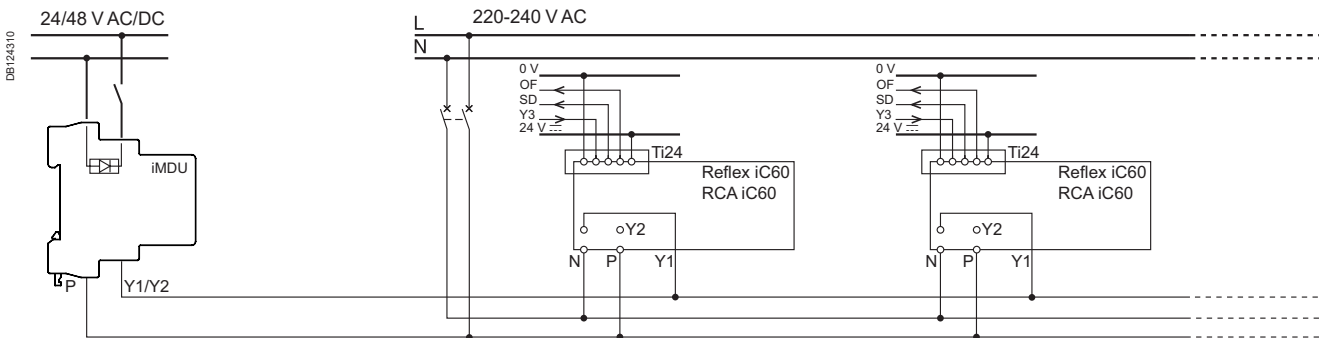 24/48 V AC/DC
DB124310
L
220-240 V AC
N
iMDU
P
Y1/Y2
0 V
OF
SD
Y3
24 V ⎓
Ti24
Reflex iC60
RCA iC60
Y2
N
P
Y1
0 V
OF
SD
Y3
24 V ⎓
Ti24
Reflex iC60
RCA iC60
Y2
N
P
Y1